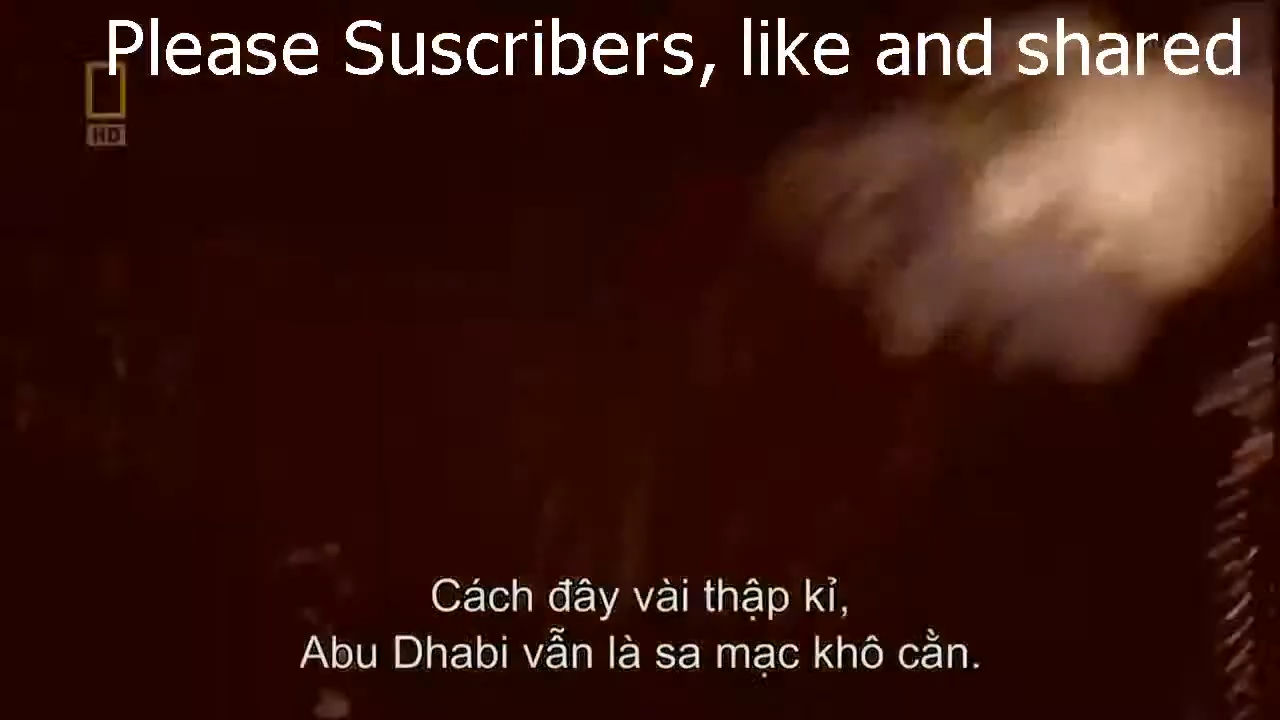 Please Suscribers, like and shared
HD
Cách đây vài thập kỉ,
Abu Dhabi vẫn là sa mạc khô cằn.